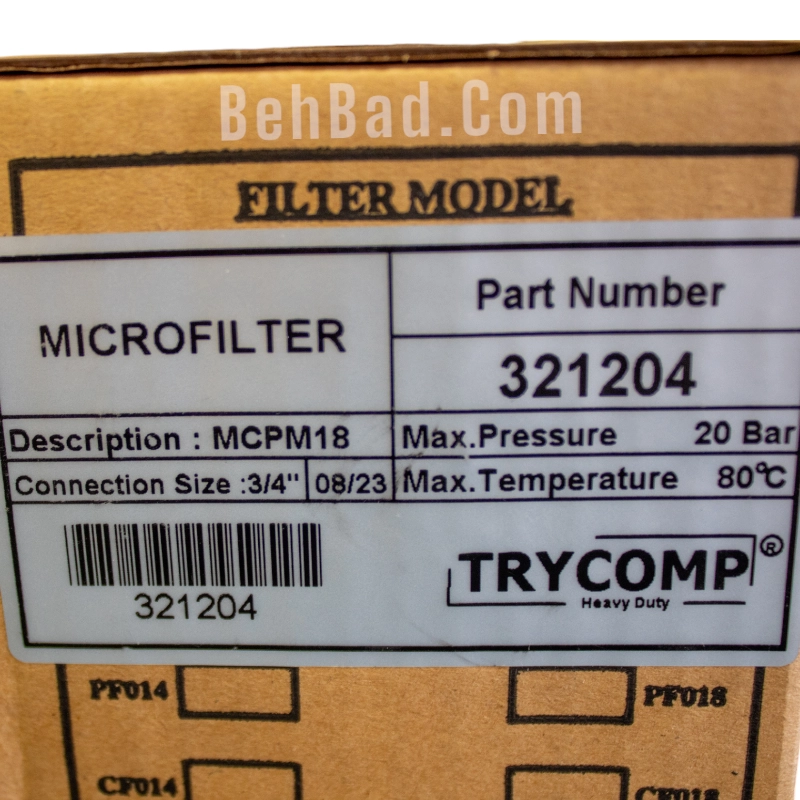 BehBad.Com
FILTER MODEL
MICROFILTER
Part Number
321204
Description : MCPM18
Max.Pressure 20 Bar
Connection Size :3/4" 08/23
Max.Temperature 80°C
321204
TRYCOMP®
Heavy Duty
PF014
PF018
CF014
CF018